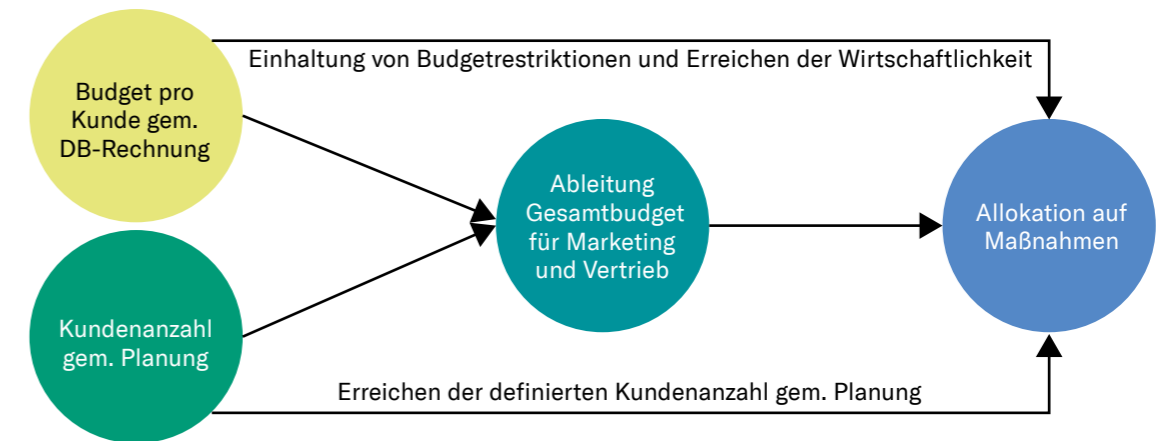 Einhaltung von Budgetrestriktionen und Erreichen der Wirtschaftlichkeit
Budget pro
Kunde gem.
DB-Rechnung
Ableitung
Gesamtbudget
für Marketing
und Vertrieb
Allokation auf
Maßnahmen
Kundenanzahl
gem. Planung
Erreichen der definierten Kundenanzahl gem. Planung